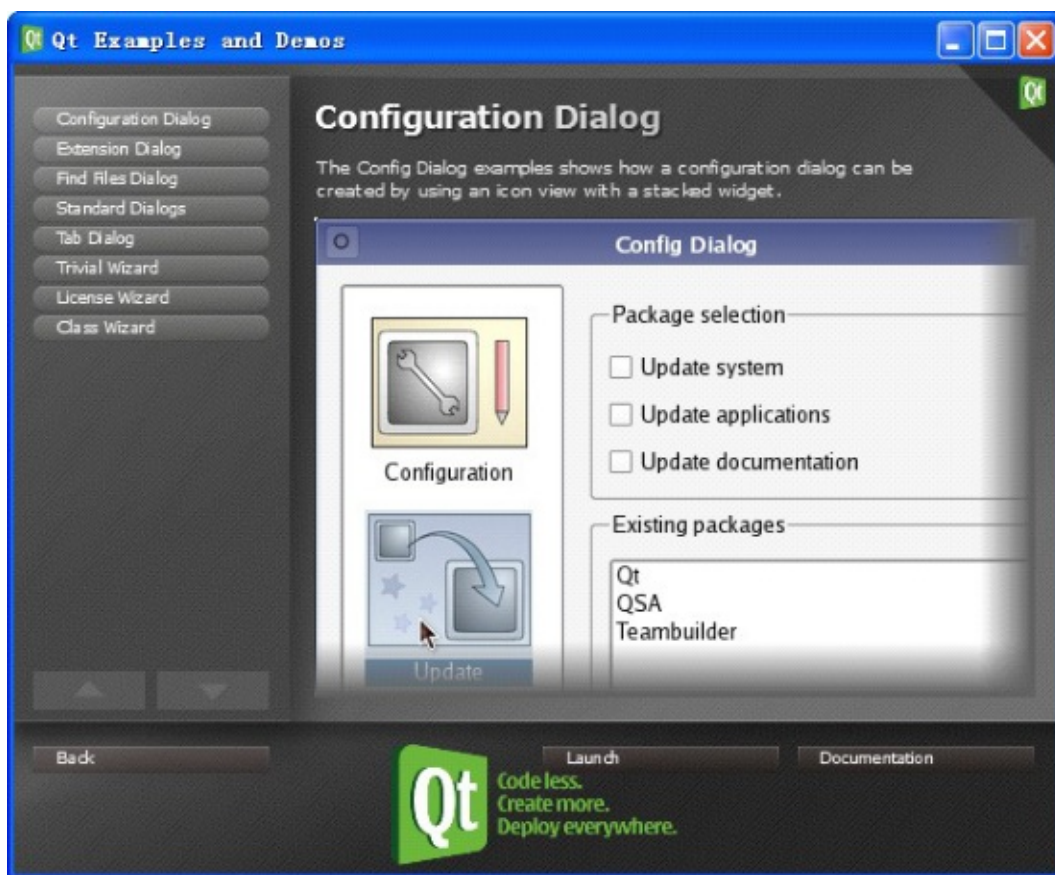 Qt Qt Examples and Demos
Qt
Configuration Dialog
Extension Dialog
Find Files Dialog
Standard Dialogs
Tab Dialog
Trivial Wizard
License Wizard
Class Wizard
Configuration Dialog
The Config Dialog examples shows how a configuration dialog can be
created by using an icon view with a stacked widget.
Config Dialog
Configuration
Update
Package selection
Update system
Update applications
Update documentation
Existing packages
Qt
QSA
Teambuilder
Back
Launch
Documentation
Qt
Code less.
Create more.
Deploy everywhere.